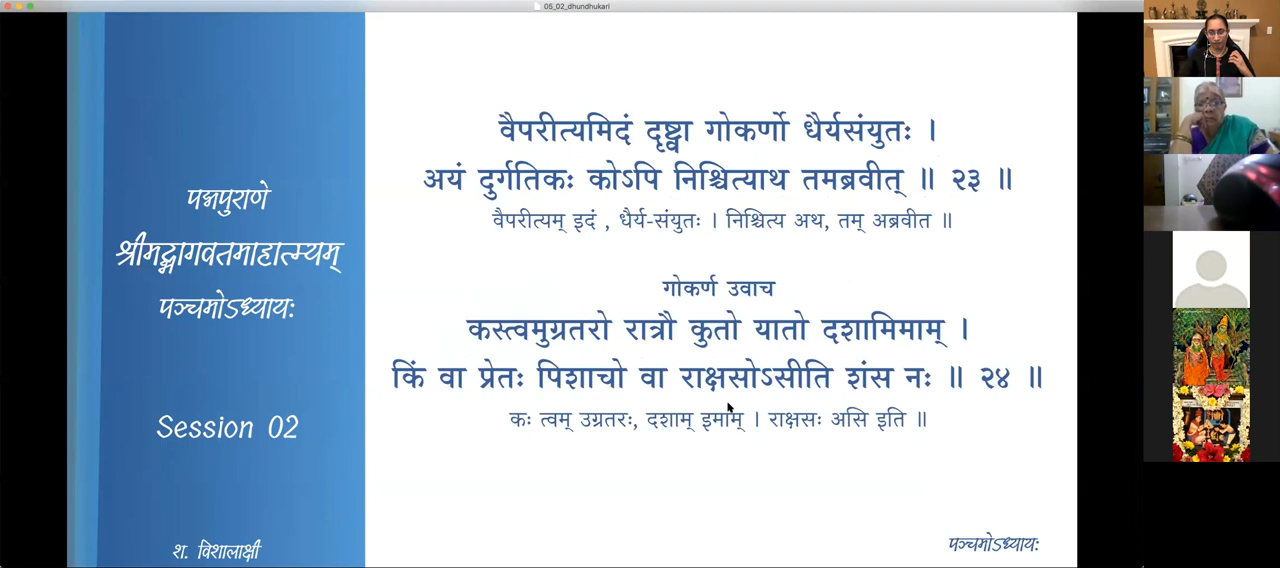 05_02_dhundhukari
पद्मपुराणे
श्रीमद्भागवतमाहात्म्यम्
पञ्चमोऽध्यायः
Session 02
श. विशालाक्षी
वैपरीत्यमिदं दृष्ट्वा गोकर्णो धैर्यसंयुतः ।
अयं दुर्गतिकः कोऽपि निश्चित्याथ तमब्रवीत् ॥ २३ ॥
वैपरीत्यम् इदं , धैर्य-संयुतः । निश्चित्य अथ, तम् अब्रवीत ॥
गोकर्ण उवाच
कस्त्वमुग्रतरो रात्रौ कुतो यातो दशामिमाम् ।
किं वा प्रेतः पिशाचो वा राक्षसोऽसीति शंस नः ॥ २४ ॥
कः त्वम् उग्रतरः, दशाम् इमाम् । राक्षसः असि इति ॥
पञ्चमोऽध्यायः